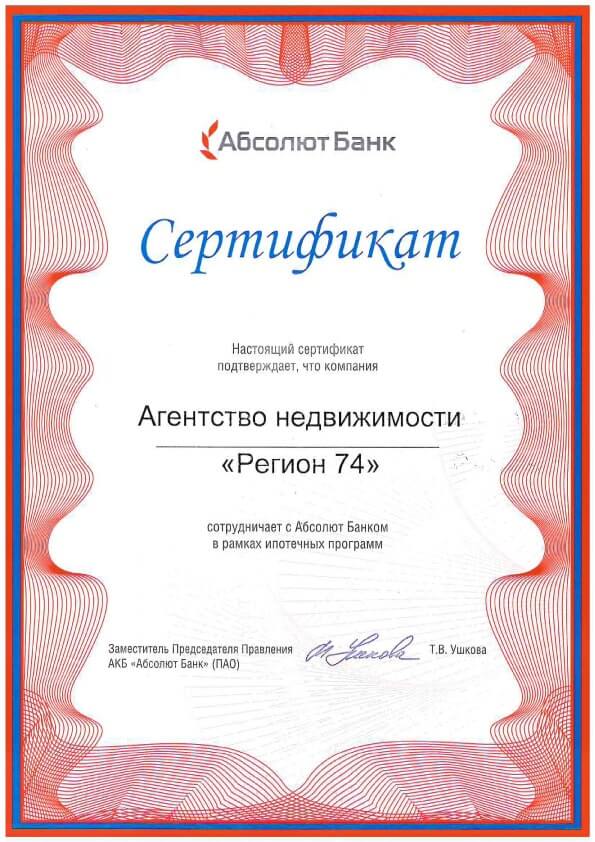 Абсолют Банк
Сертификат
Настоящий сертификат
подтверждает, что компания
Агентство недвижимости
«Регион 74»
сотрудничает с Абсолют Банком
в рамках ипотечных программ
Заместитель Председателя Правления
АКБ «Абсолют Банк» (ПАО)
Т.В. Ушкова